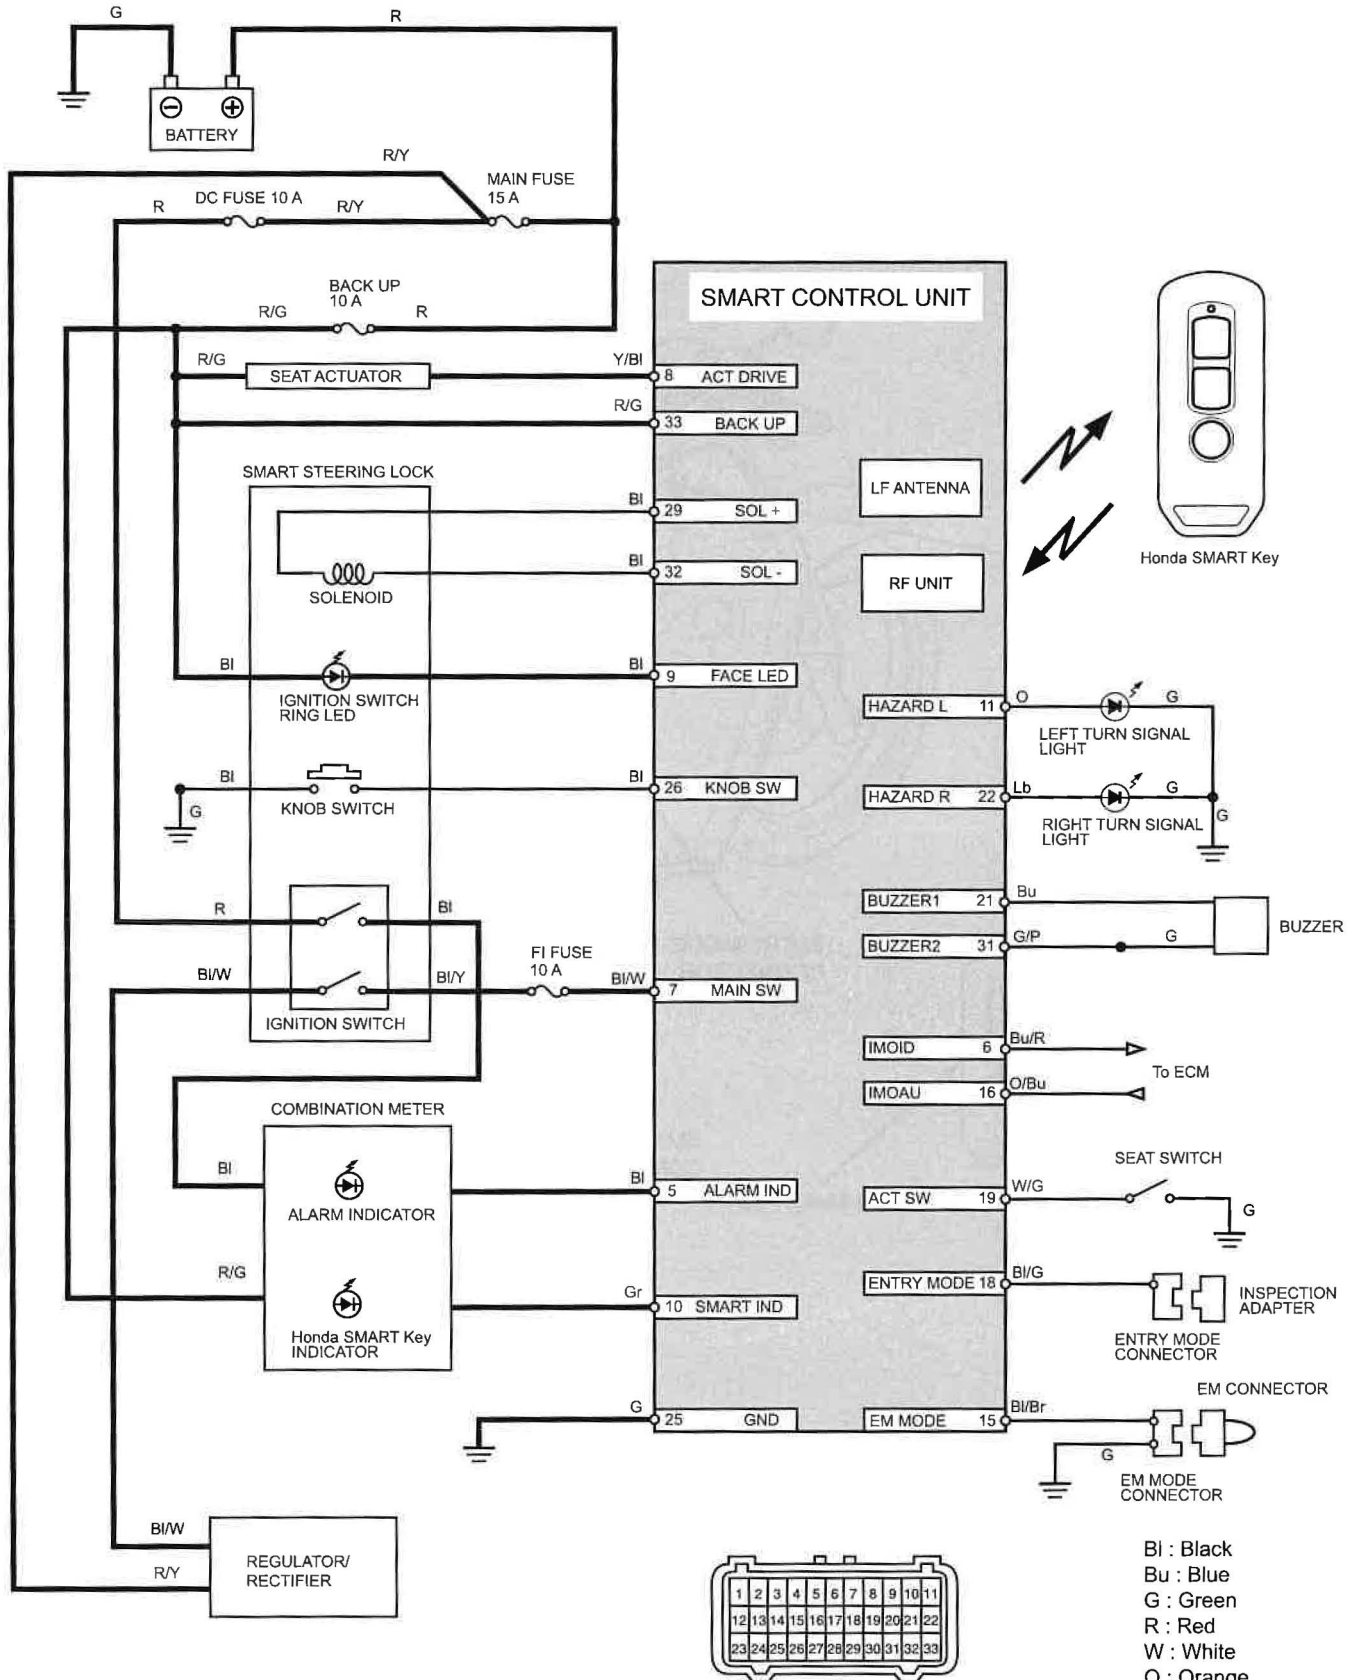 G
R
BATTERY
R/Y
MAIN FUSE
15 A
DC FUSE 10 A
R
R/Y
BACK UP
10 A
R/G
R
SMART CONTROL UNIT
R/G
SEAT ACTUATOR
Y/Bl
8 ACT DRIVE
R/G
33 BACK UP
SMART STEERING LOCK
LF ANTENNA
Bl
29 SOL +
Bl
32 SOL -
SOLENOID
RF UNIT
Honda SMART Key
Bl
IGNITION SWITCH
RING LED
Bl
9 FACE LED
HAZARD L 11
O
G
LEFT TURN SIGNAL
LIGHT
Bl
G
KNOB SWITCH
Bl
26 KNOB SW
HAZARD R 22
Lb
G
G
RIGHT TURN SIGNAL
LIGHT
R
Bl
BUZZER1 21
Bu
BUZZER
BUZZER2 31
G/P
G
Bl/W
Bl/Y
FI FUSE
10 A
Bl/W
7 MAIN SW
IGNITION SWITCH
IMOID 6
Bu/R
To ECM
IMOAU 16
O/Bu
COMBINATION METER
Bl
ALARM INDICATOR
Bl
5 ALARM IND
SEAT SWITCH
ACT SW 19
W/G
G
R/G
Honda SMART Key
INDICATOR
Gr
10 SMART IND
ENTRY MODE 18
Bl/G
INSPECTION
ADAPTER
ENTRY MODE
CONNECTOR
EM CONNECTOR
G
25 GND
EM MODE 15
Bl/Br
G
EM MODE
CONNECTOR
Bl/W
R/Y
REGULATOR/
RECTIFIER
1 2 3 4 5 6 7 8 9 10 11
12 13 14 15 16 17 18 19 20 21 22
23 24 25 26 27 28 29 30 31 32 33
Bl : Black
Bu : Blue
G : Green
R : Red
W : White
O : Orange